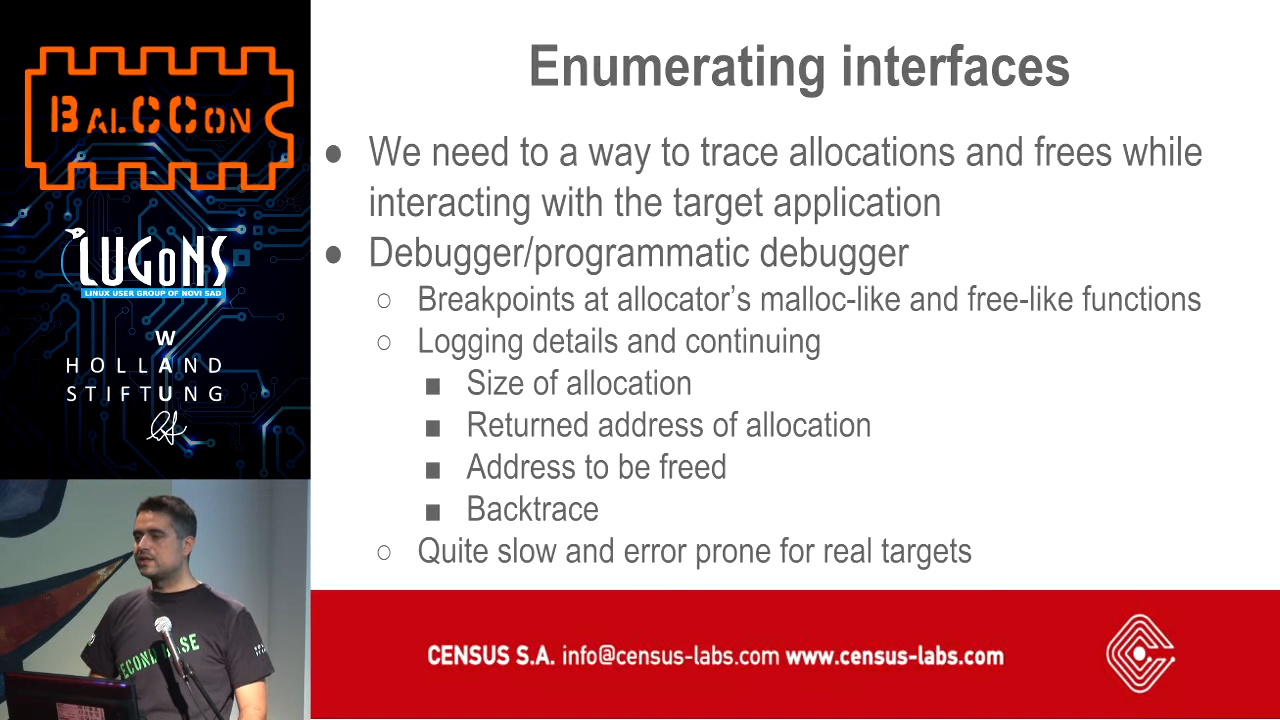 BALCCON
LUGONS
LINUX USER GROUP OF NOVI SAD
W
HOLLAND
STIFTUNG
Enumerating interfaces
● We need to a way to trace allocations and frees while
interacting with the target application
● Debugger/programmatic debugger
○ Breakpoints at allocator’s malloc-like and free-like functions
○ Logging details and continuing
■ Size of allocation
■ Returned address of allocation
■ Address to be freed
■ Backtrace
○ Quite slow and error prone for real targets
CENSUS S.A. info@census-labs.com www.census-labs.com